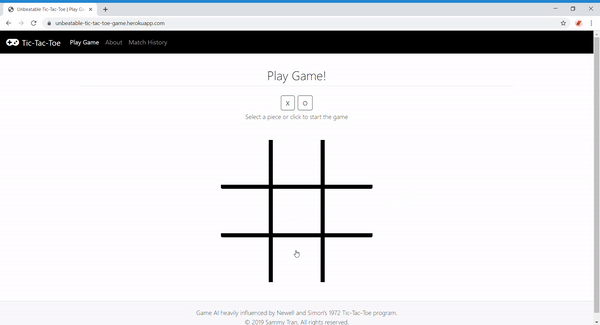 Unbeatable Tic-Tac-Toe | Play G
unbeatable-tic-tac-toe-game.herokuapp.com
Tic-Tac-Toe Play Game About Match History
Play Game!
X O
Select a piece or click to start the game
Game AI heavily influenced by Newell and Simon's 1972 Tic-Tac-Toe program.
© 2019 Sammy Tran. All rights reserved.